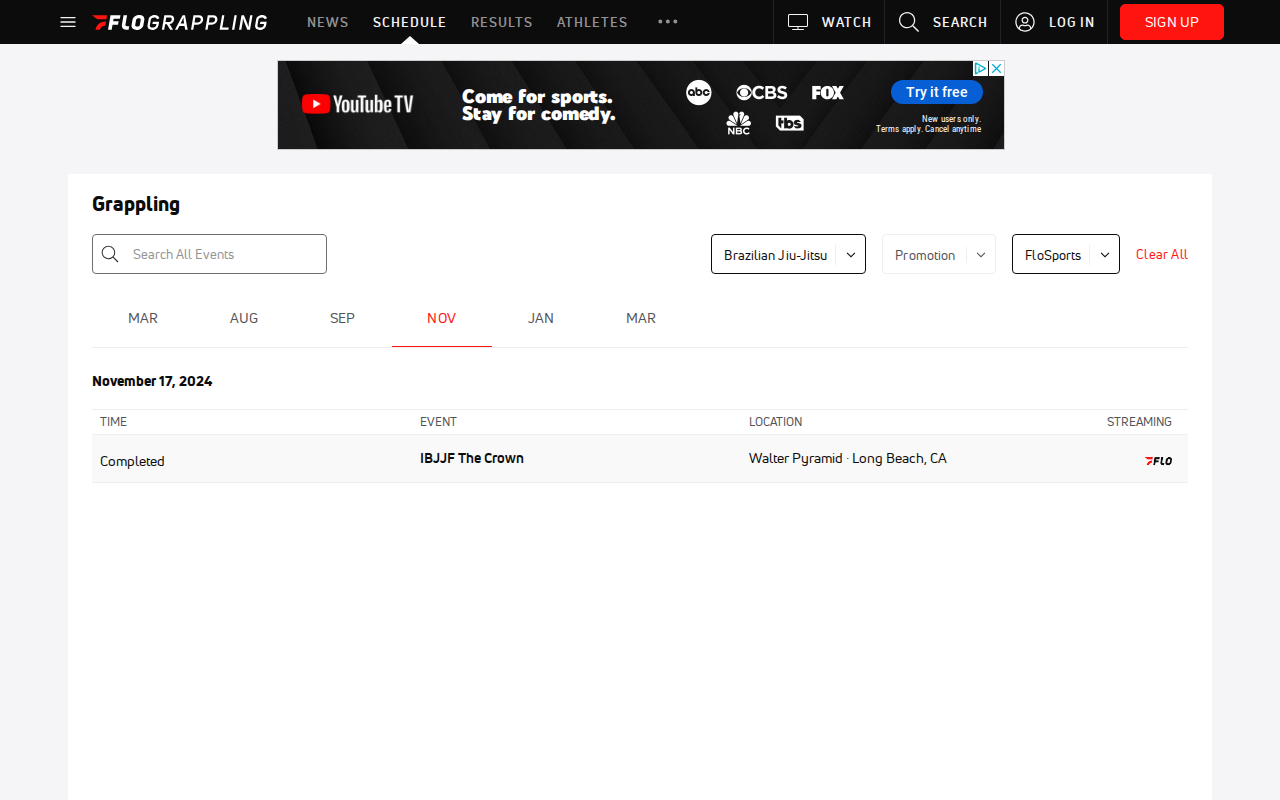 FLOGRAPPLING NEWS SCHEDULE RESULTS ATHLETES WATCH SEARCH LOG IN SIGN UP
YouTube TV
Come for sports.
Stay for comedy.
abc CBS FOX
NBC tbs
Try it free
New users only.
Terms apply. Cancel anytime
Grappling
Search All Events
Brazilian Jiu-Jitsu Promotion FloSports Clear All
MAR AUG SEP NOV JAN MAR
November 17, 2024
TIME EVENT LOCATION STREAMING
Completed IBJJF The Crown Walter Pyramid · Long Beach, CA FLO